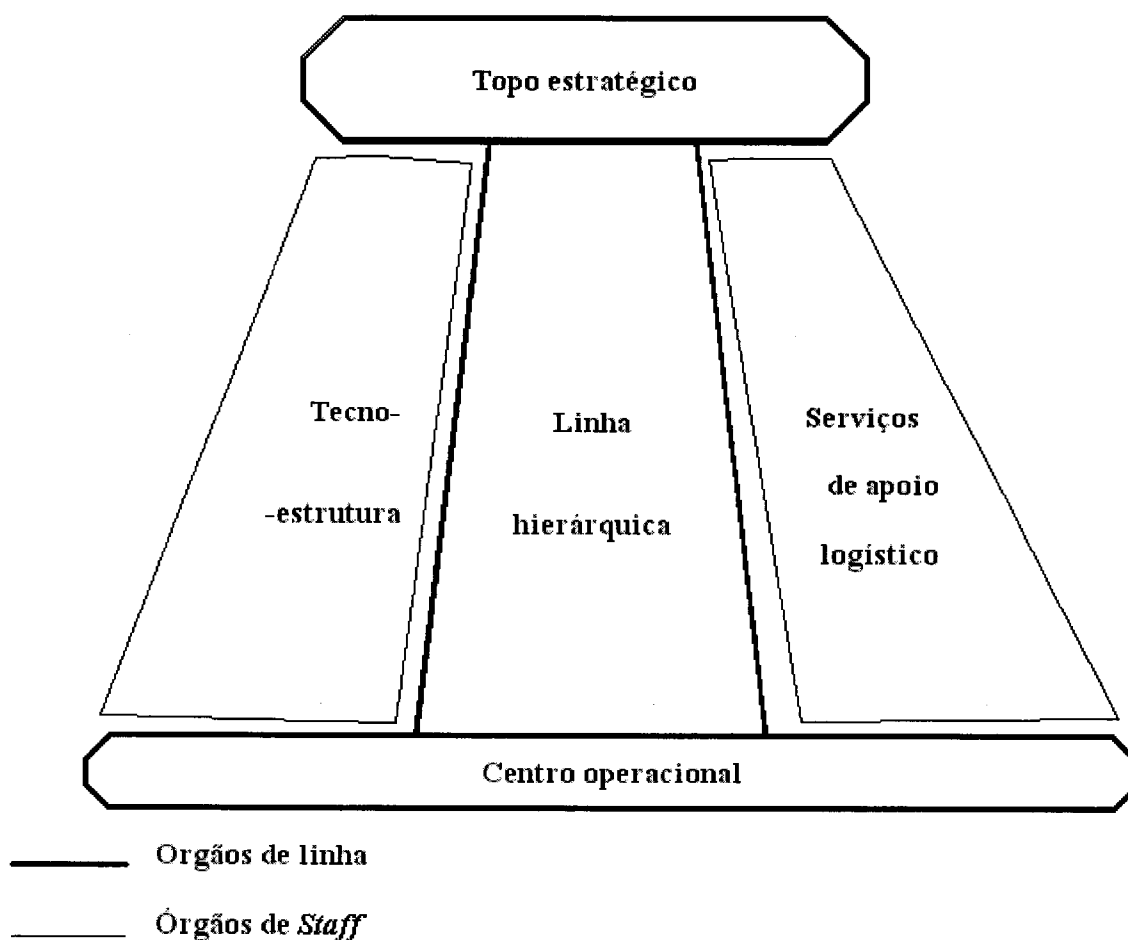 Topo estratégico
Tecno-
-estrutura
Linha
hierárquica
Serviços
de apoio
logístico
Centro operacional
Orgãos de linha
Órgãos de Staff